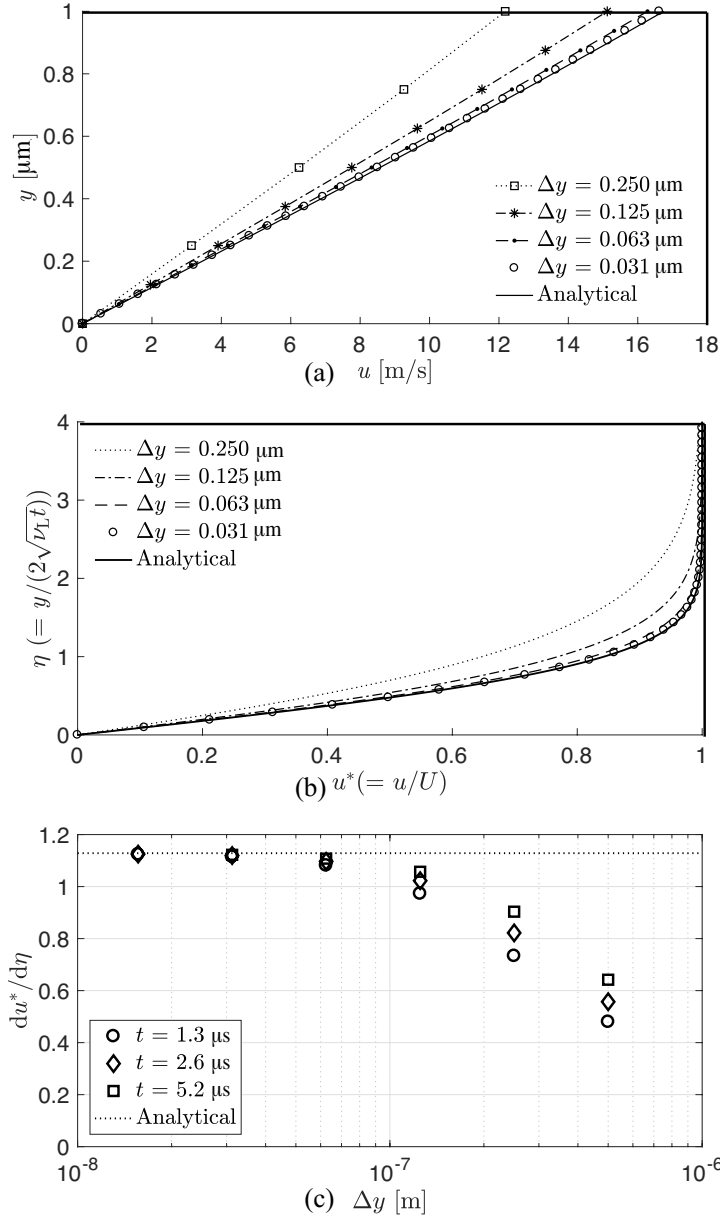 1
0.8
0.6
0.4
0.2
0
y [μm]
Δy = 0.250 μm
Δy = 0.125 μm
Δy = 0.063 μm
Δy = 0.031 μm
Analytical
0 2 4 6 8 10 12 14 16 18
(a) u [m/s]
4
3
2
1
0
η (= y/(2√ν_L t))
Δy = 0.250 μm
Δy = 0.125 μm
Δy = 0.063 μm
Δy = 0.031 μm
Analytical
0 0.2 0.4 0.6 0.8 1
(b) u*(= u/U)
1.2
1
0.8
0.6
0.4
0.2
0
du*/dη
t = 1.3 μs
t = 2.6 μs
t = 5.2 μs
Analytical
10⁻⁸ 10⁻⁷ 10⁻⁶
(c) Δy [m]